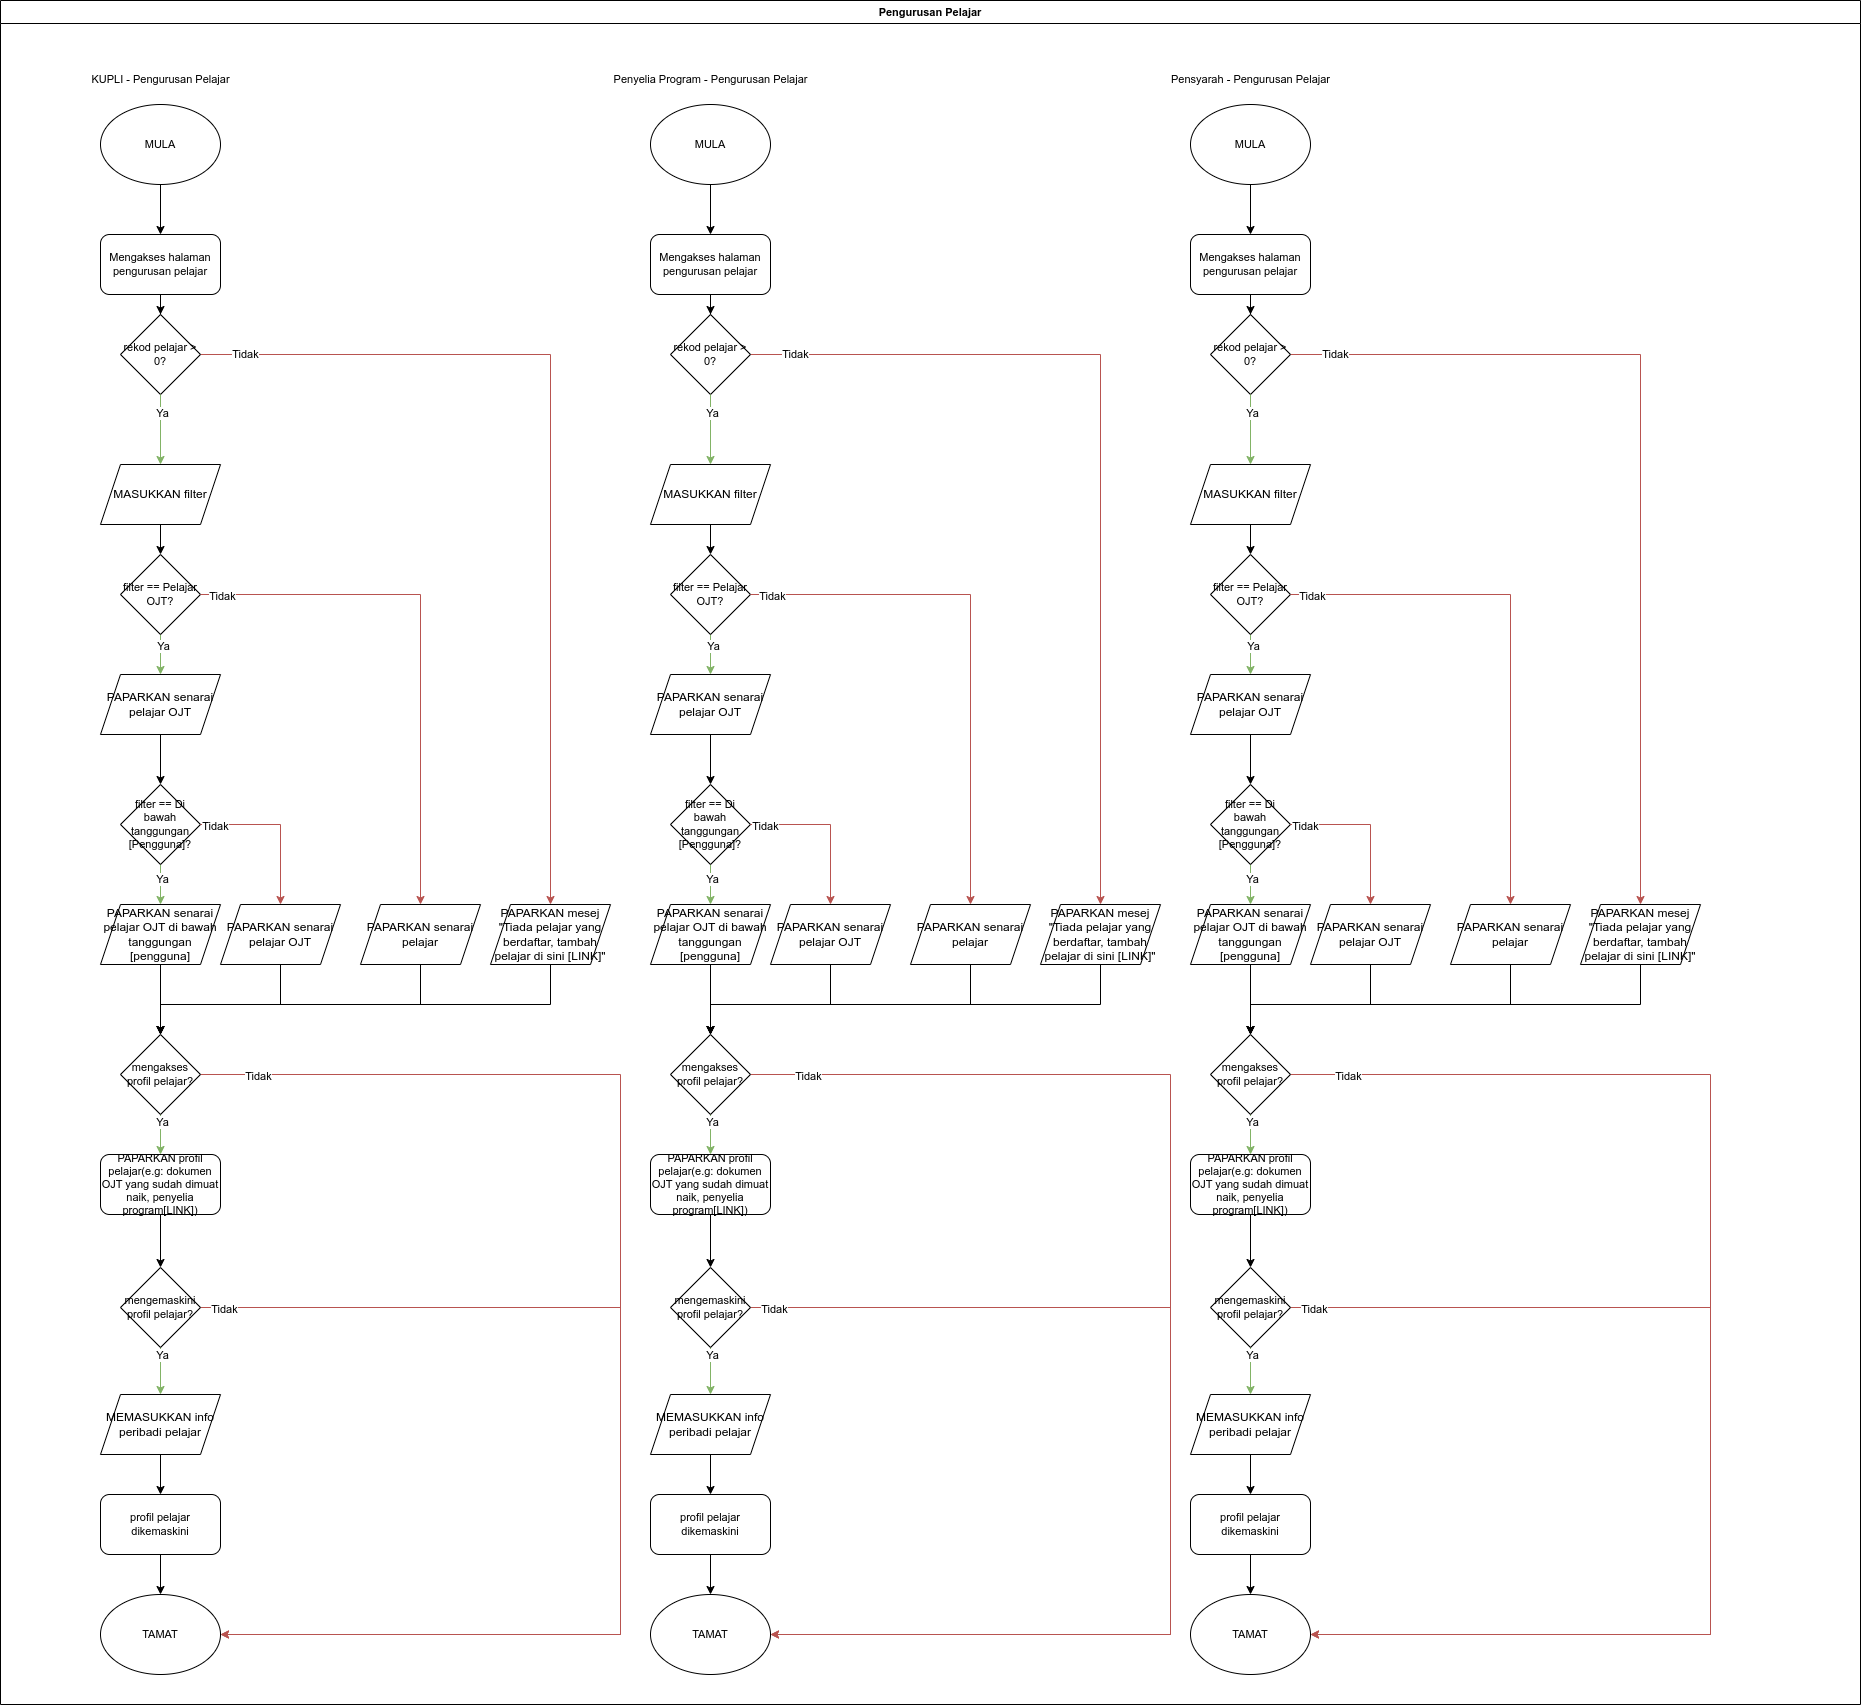 Pengurusan Pelajar
KUPLI - Pengurusan Pelajar
MULA
Mengakses halaman
pengurusan pelajar
rekod pelajar >
0?
Tidak
Ya
MASUKKAN filter
filter == Pelajar
OJT?
Tidak
Ya
PAPARKAN senarai
pelajar OJT
filter == Di
bawah
tanggungan
[Pengguna]?
Tidak
Ya
PAPARKAN senarai
pelajar OJT di bawah
tanggungan
[pengguna]
PAPARKAN senarai
pelajar OJT
PAPARKAN senarai
pelajar
PAPARKAN mesej
"Tiada pelajar yang
berdaftar, tambah
pelajar di sini [LINK]"
mengakses
profil pelajar?
Tidak
Ya
PAPARKAN profil
pelajar(e.g: dokumen
OJT yang sudah dimuat
naik, penyelia
program[LINK])
mengemaskini
profil pelajar?
Tidak
Ya
MEMASUKKAN info
peribadi pelajar
profil pelajar
dikemaskini
TAMAT
Penyelia Program - Pengurusan Pelajar
MULA
Mengakses halaman
pengurusan pelajar
rekod pelajar >
0?
Tidak
Ya
MASUKKAN filter
filter == Pelajar
OJT?
Tidak
Ya
PAPARKAN senarai
pelajar OJT
filter == Di
bawah
tanggungan
[Pengguna]?
Tidak
Ya
PAPARKAN senarai
pelajar OJT di bawah
tanggungan
[pengguna]
PAPARKAN senarai
pelajar OJT
PAPARKAN senarai
pelajar
PAPARKAN mesej
"Tiada pelajar yang
berdaftar, tambah
pelajar di sini [LINK]"
mengakses
profil pelajar?
Tidak
Ya
PAPARKAN profil
pelajar(e.g: dokumen
OJT yang sudah dimuat
naik, penyelia
program[LINK])
mengemaskini
profil pelajar?
Tidak
Ya
MEMASUKKAN info
peribadi pelajar
profil pelajar
dikemaskini
TAMAT
Pensyarah - Pengurusan Pelajar
MULA
Mengakses halaman
pengurusan pelajar
rekod pelajar >
0?
Tidak
Ya
MASUKKAN filter
filter == Pelajar
OJT?
Tidak
Ya
PAPARKAN senarai
pelajar OJT
filter == Di
bawah
tanggungan
[Pengguna]?
Tidak
Ya
PAPARKAN senarai
pelajar OJT di bawah
tanggungan
[pengguna]
PAPARKAN senarai
pelajar OJT
PAPARKAN senarai
pelajar
PAPARKAN mesej
"Tiada pelajar yang
berdaftar, tambah
pelajar di sini [LINK]"
mengakses
profil pelajar?
Tidak
Ya
PAPARKAN profil
pelajar(e.g: dokumen
OJT yang sudah dimuat
naik, penyelia
program[LINK])
mengemaskini
profil pelajar?
Tidak
Ya
MEMASUKKAN info
peribadi pelajar
profil pelajar
dikemaskini
TAMAT